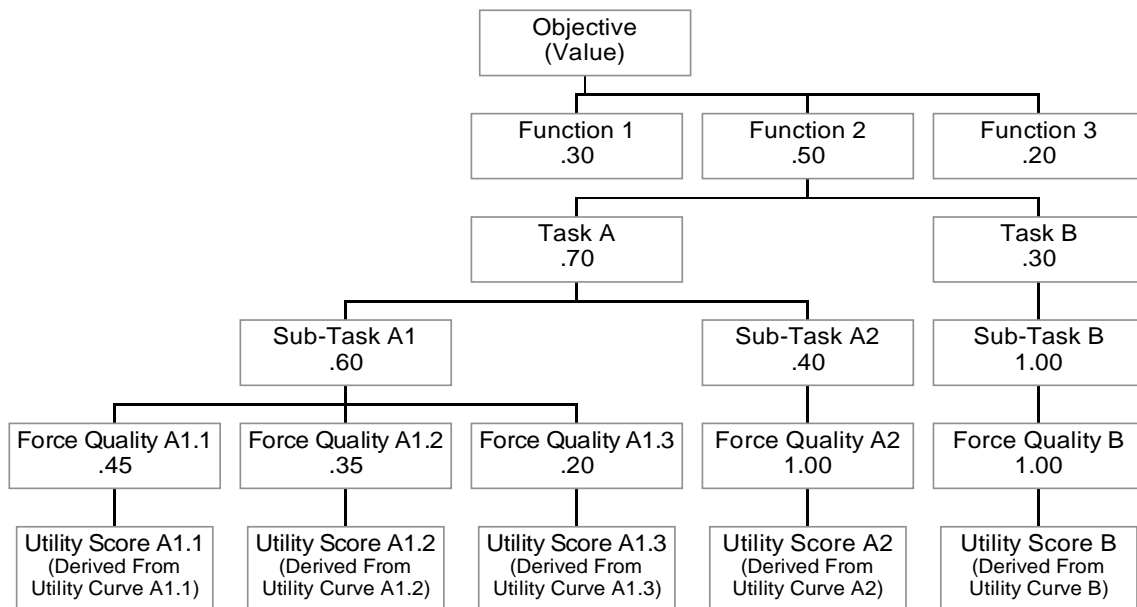 Objective
(Value)
Function 1
.30
Function 2
.50
Function 3
.20
Task A
.70
Task B
.30
Sub-Task A1
.60
Sub-Task A2
.40
Sub-Task B
1.00
Force Quality A1.1
.45
Force Quality A1.2
.35
Force Quality A1.3
.20
Force Quality A2
1.00
Force Quality B
1.00
Utility Score A1.1
(Derived From
Utility Curve A1.1)
Utility Score A1.2
(Derived From
Utility Curve A1.2)
Utility Score A1.3
(Derived From
Utility Curve A1.3)
Utility Score A2
(Derived From
Utility Curve A2)
Utility Score B
(Derived From
Utility Curve B)